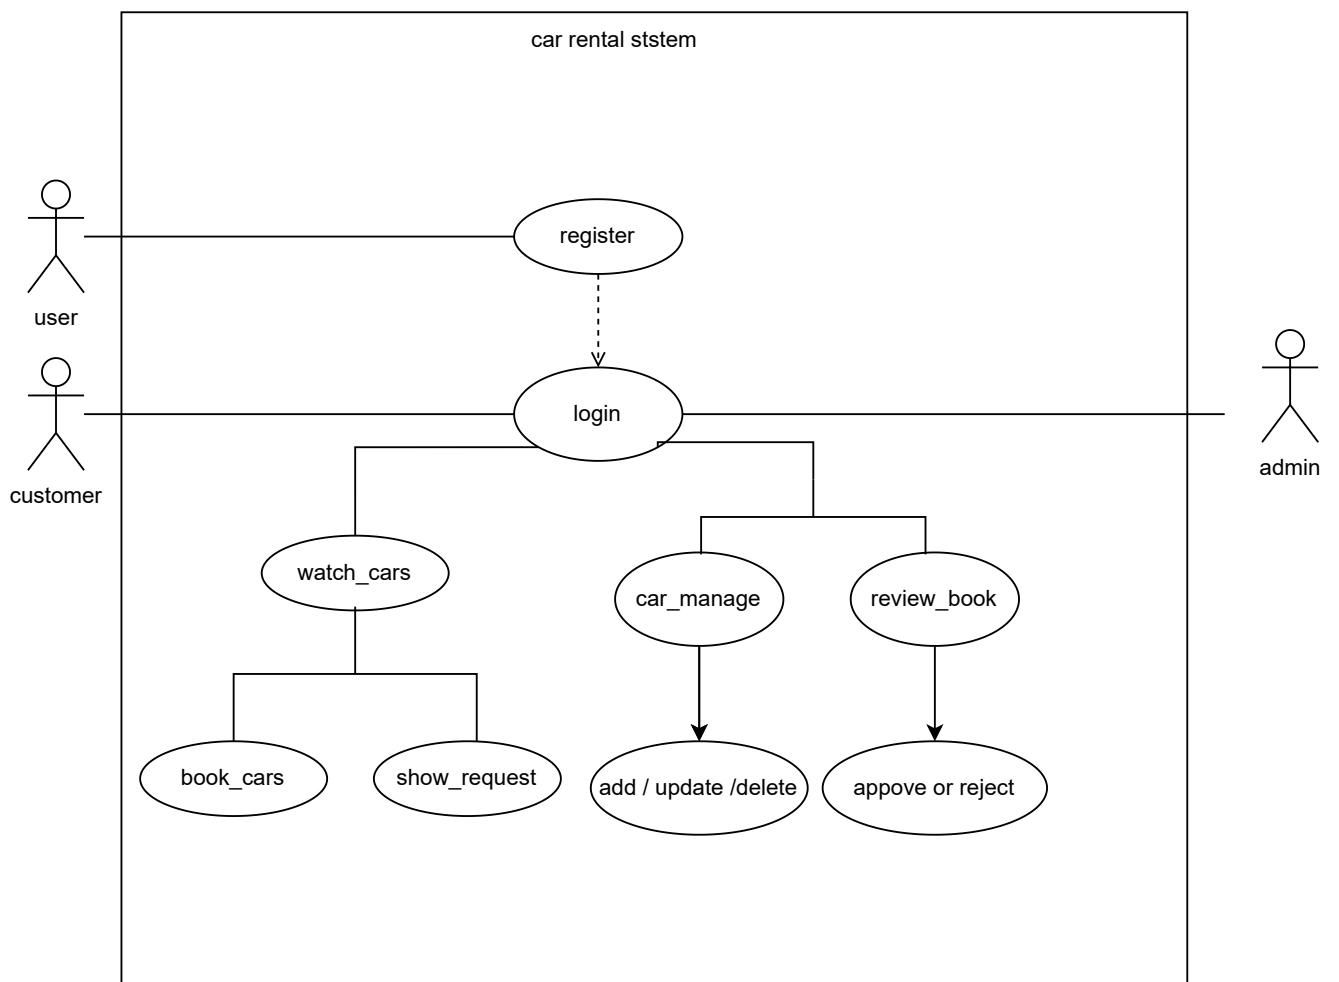 car rental ststem
register
user
login
customer
admin
watch_cars
car_manage
review_book
book_cars
show_request
add / update /delete
appove or reject